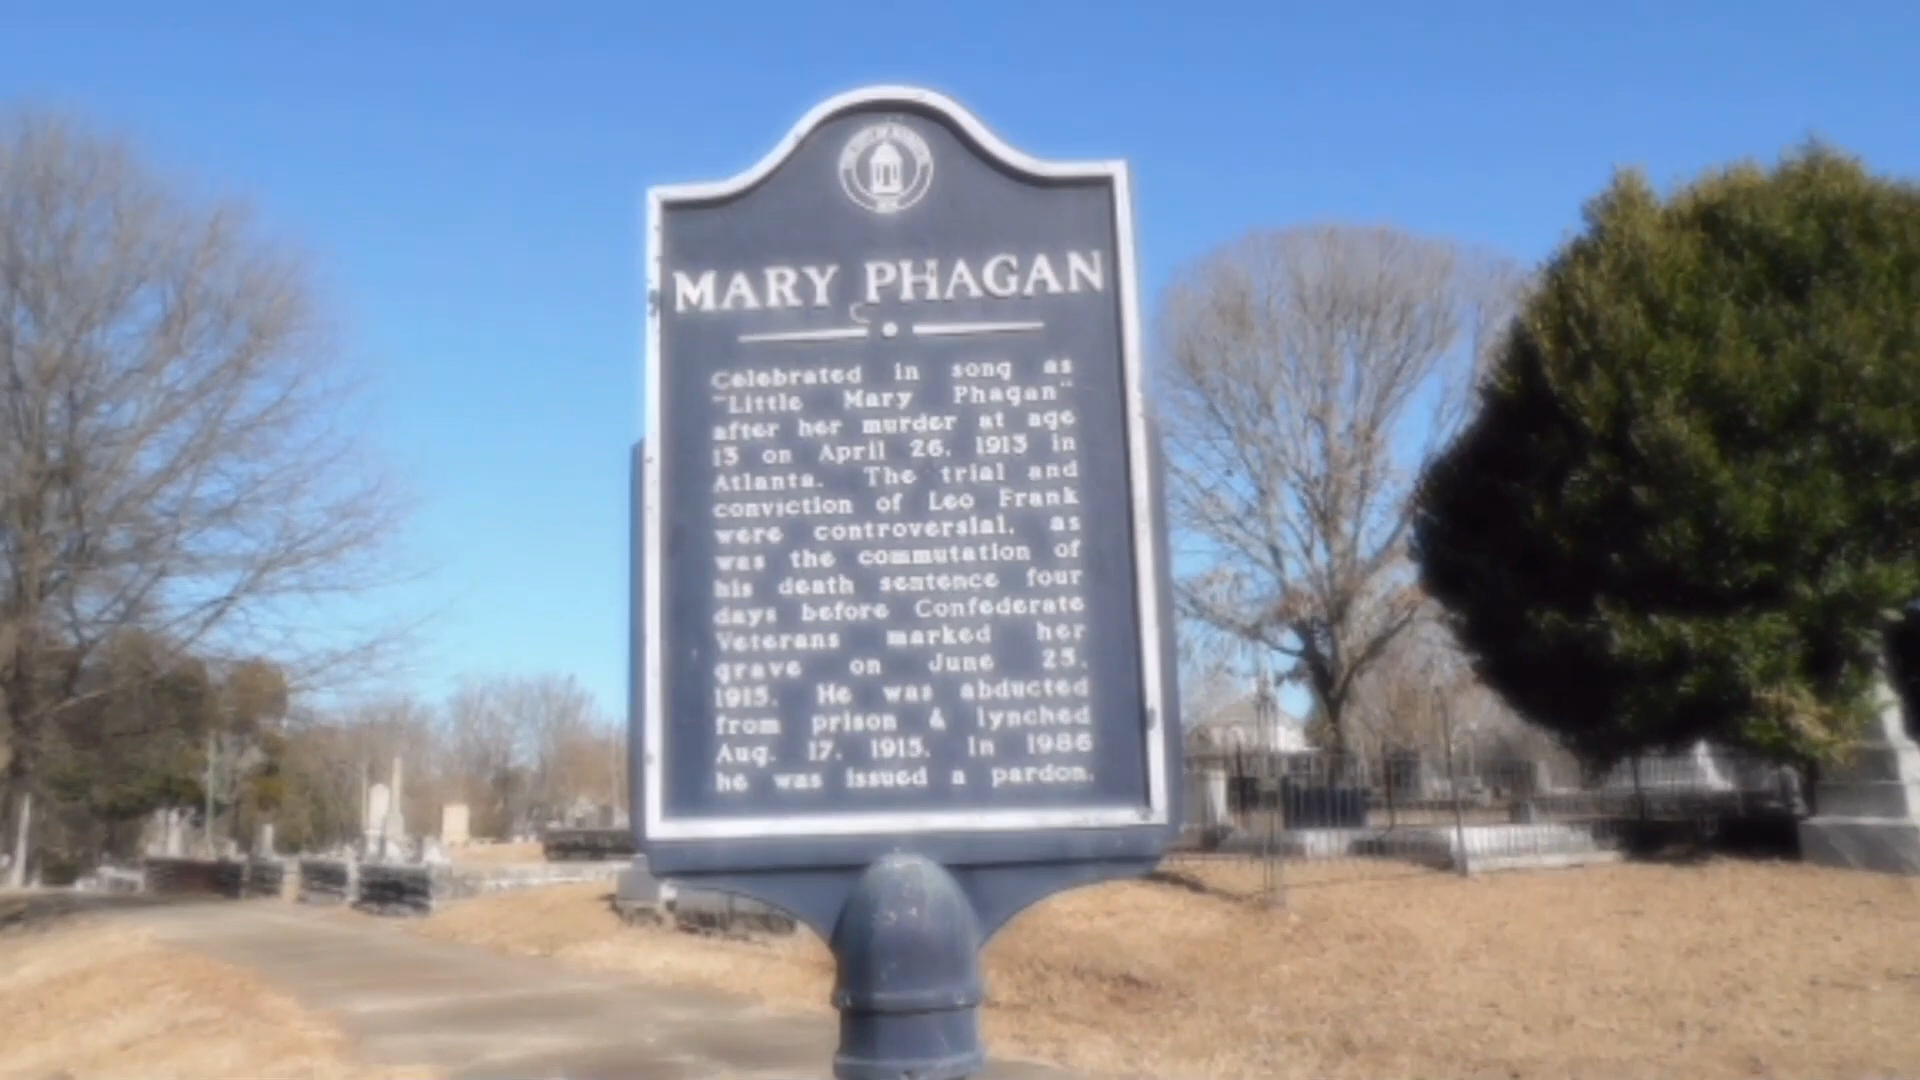 MARY PHAGAN
Celebrated in song as
"Little Mary Phagan"
after her murder at age
13 on April 26, 1913 in
Atlanta. The trial and
conviction of Leo Frank
were controversial, as
was the commutation of
his death sentence four
days before Confederate
Veterans marked her
grave on June 25,
1915. He was abducted
from prison & lynched
Aug. 17, 1915. In 1986
he was issued a pardon.